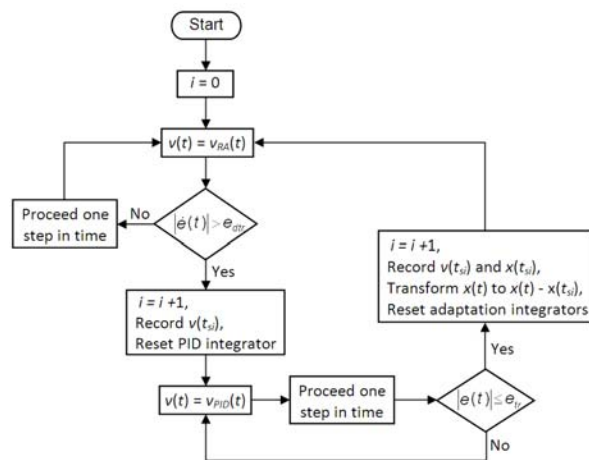 Start
i = 0
v(t) = v_RA(t)
Proceed one
step in time
No
|ė(t)| > e_dtr
Yes
i = i +1,
Record v(t_si),
Reset PID integrator
v(t) = v_PID(t)
Proceed one
step in time
|e(t)| ≤ e_tr
No
Yes
i = i +1,
Record v(t_si) and x(t_si),
Transform x(t) to x(t) - x(t_si),
Reset adaptation integrators